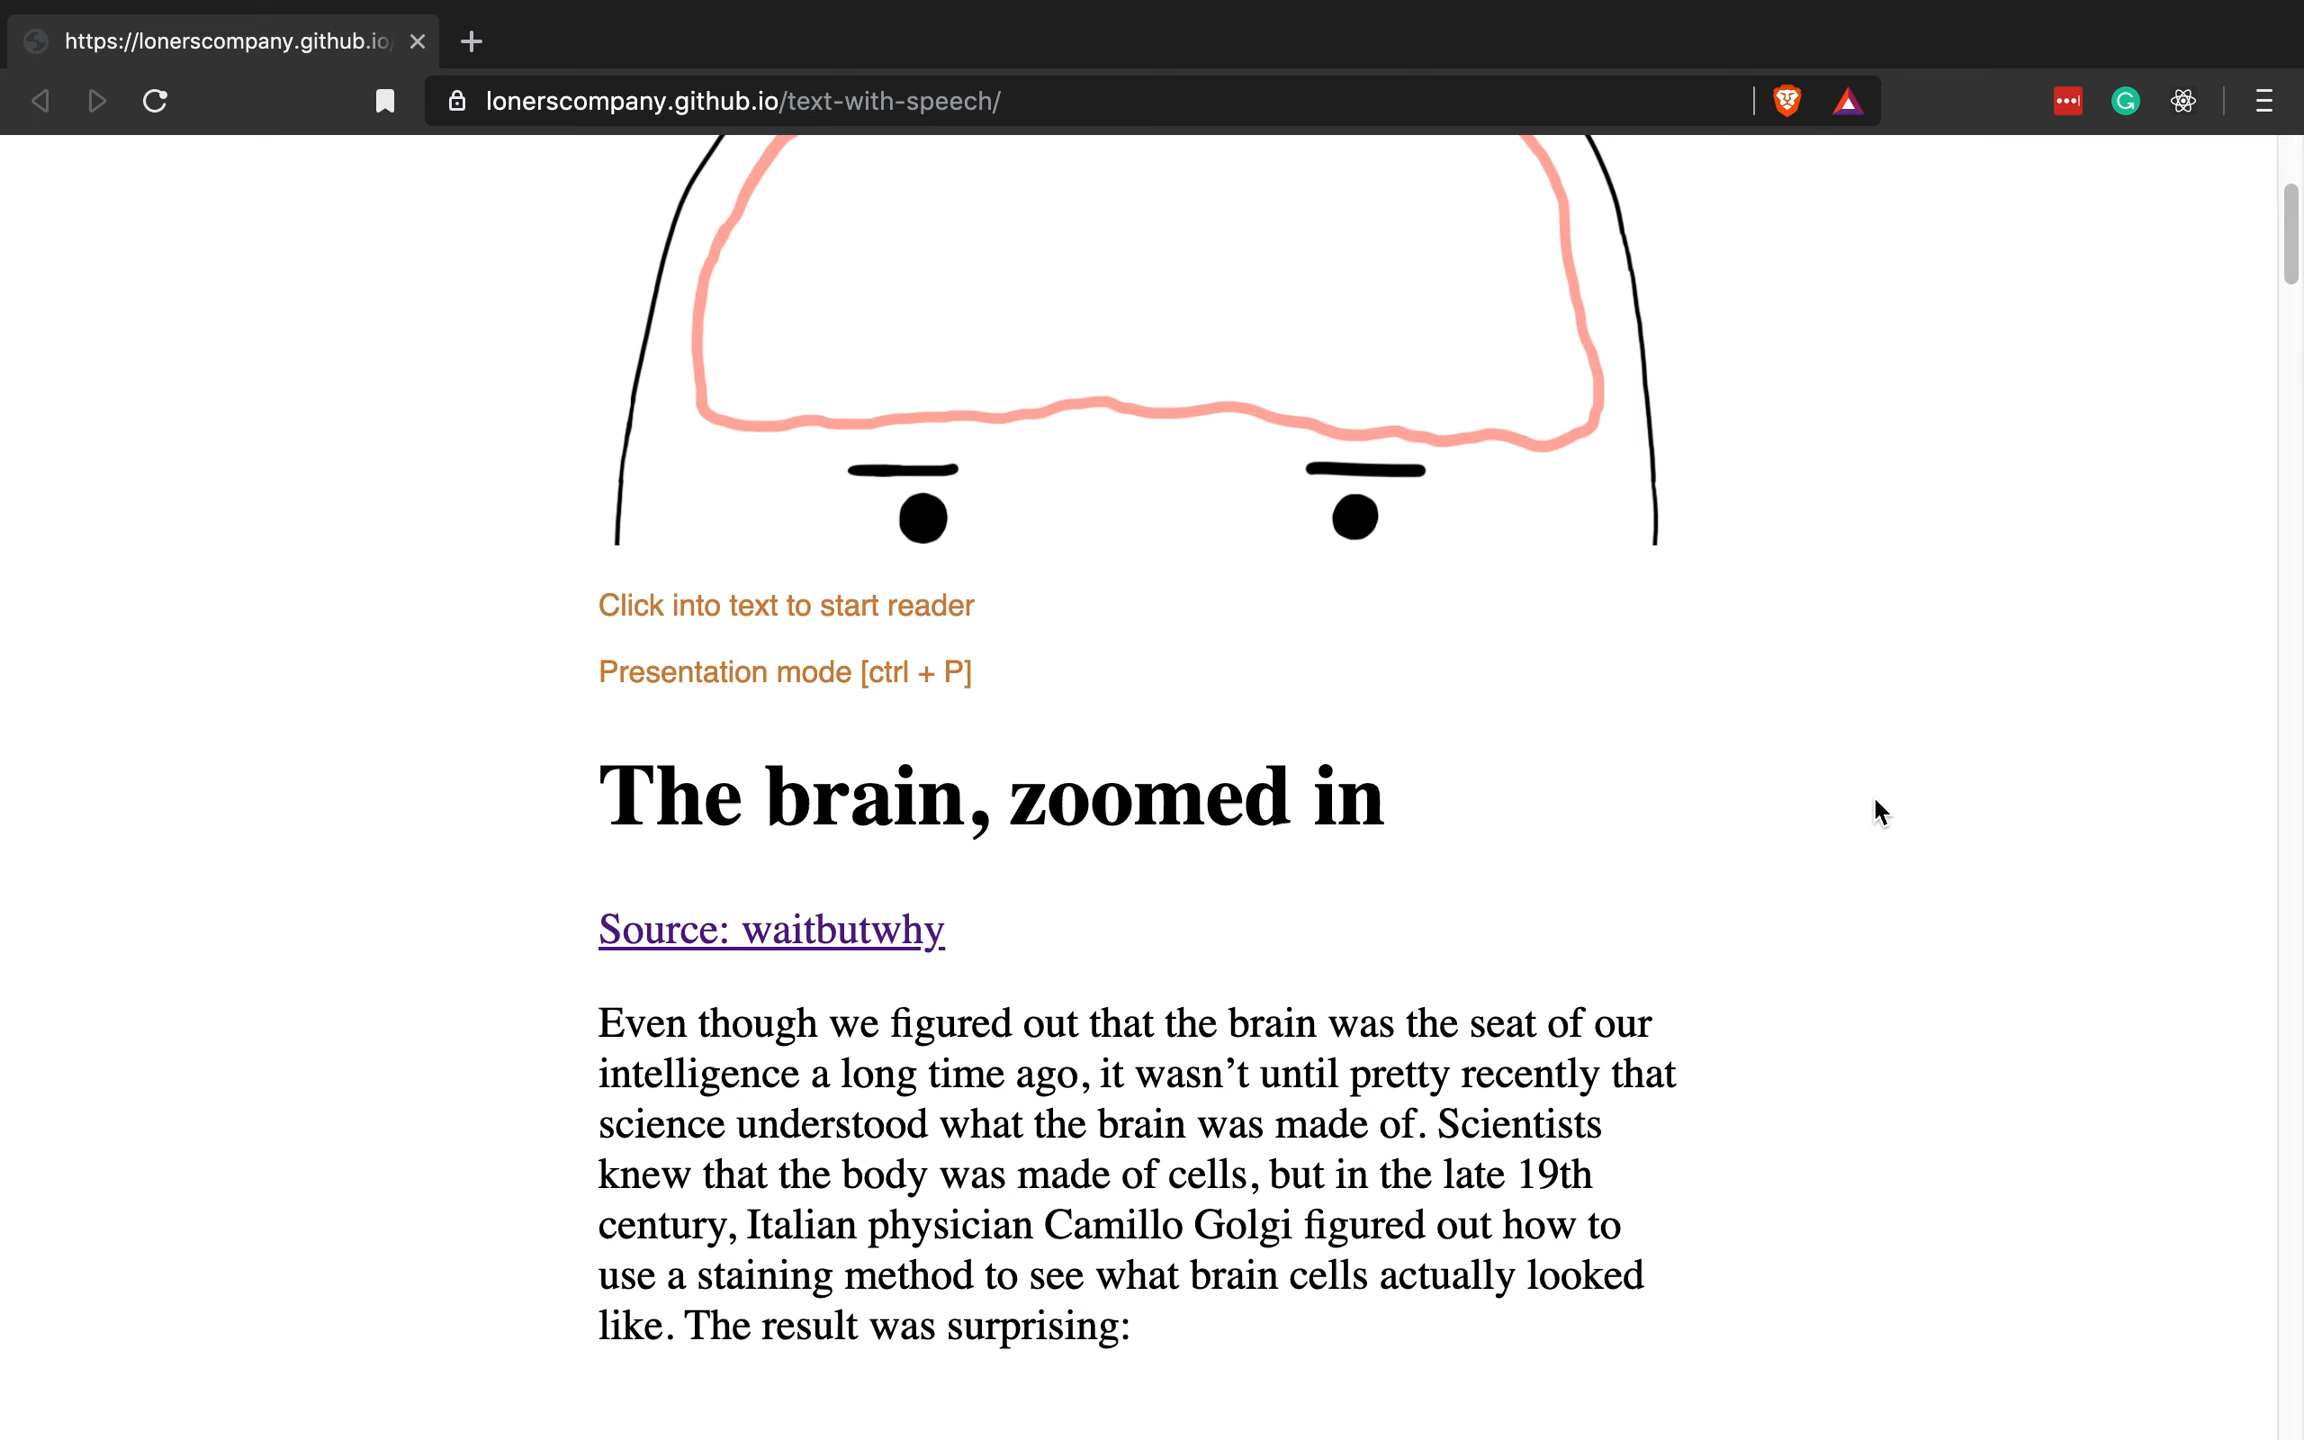 https://lonerscompany.github.io/
lonerscompany.github.io/text-with-speech/
Click into text to start reader
Presentation mode [ctrl + P]
The brain, zoomed in
Source: waitbutwhy
Even though we figured out that the brain was the seat of our
intelligence a long time ago, it wasn’t until pretty recently that
science understood what the brain was made of. Scientists
knew that the body was made of cells, but in the late 19th
century, Italian physician Camillo Golgi figured out how to
use a staining method to see what brain cells actually looked
like. The result was surprising: